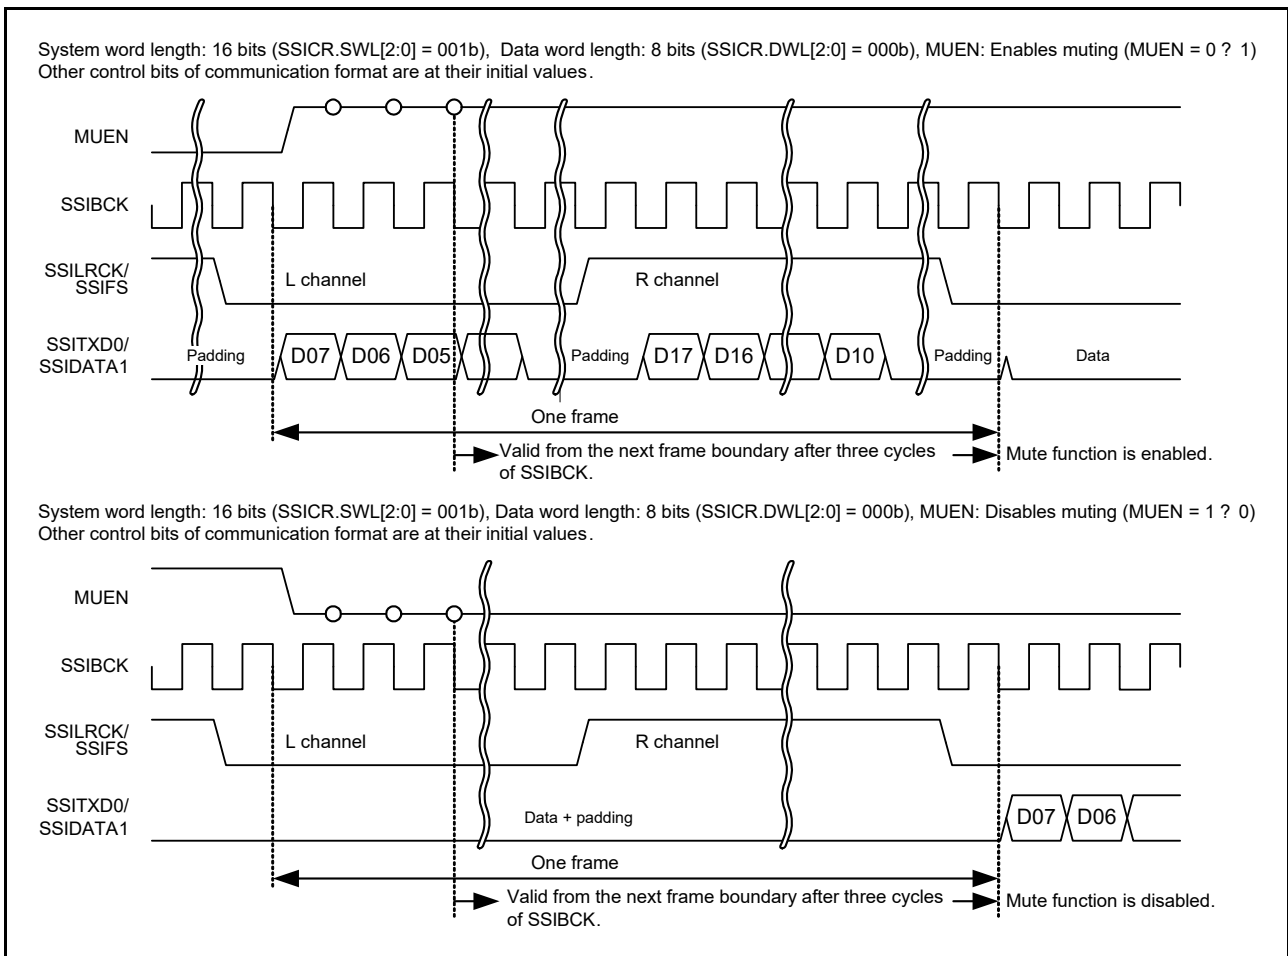 System word length: 16 bits (SSICR.SWL[2:0] = 001b), Data word length: 8 bits (SSICR.DWL[2:0] = 000b), MUEN: Enables muting (MUEN = 0 ? 1)
Other control bits of communication format are at their initial values.
MUEN
SSIBCK
SSILRCK/
SSIFS
L channel
R channel
SSITXD0/
SSIDATA1
Padding
D07
D06
D05
Padding
D17
D16
D10
Padding
Data
One frame
Valid from the next frame boundary after three cycles
of SSIBCK.
Mute function is enabled.
System word length: 16 bits (SSICR.SWL[2:0] = 001b), Data word length: 8 bits (SSICR.DWL[2:0] = 000b), MUEN: Disables muting (MUEN = 1 ? 0)
Other control bits of communication format are at their initial values.
MUEN
SSIBCK
SSILRCK/
SSIFS
L channel
R channel
SSITXD0/
SSIDATA1
Data + padding
D07
D06
One frame
Valid from the next frame boundary after three cycles
of SSIBCK.
Mute function is disabled.